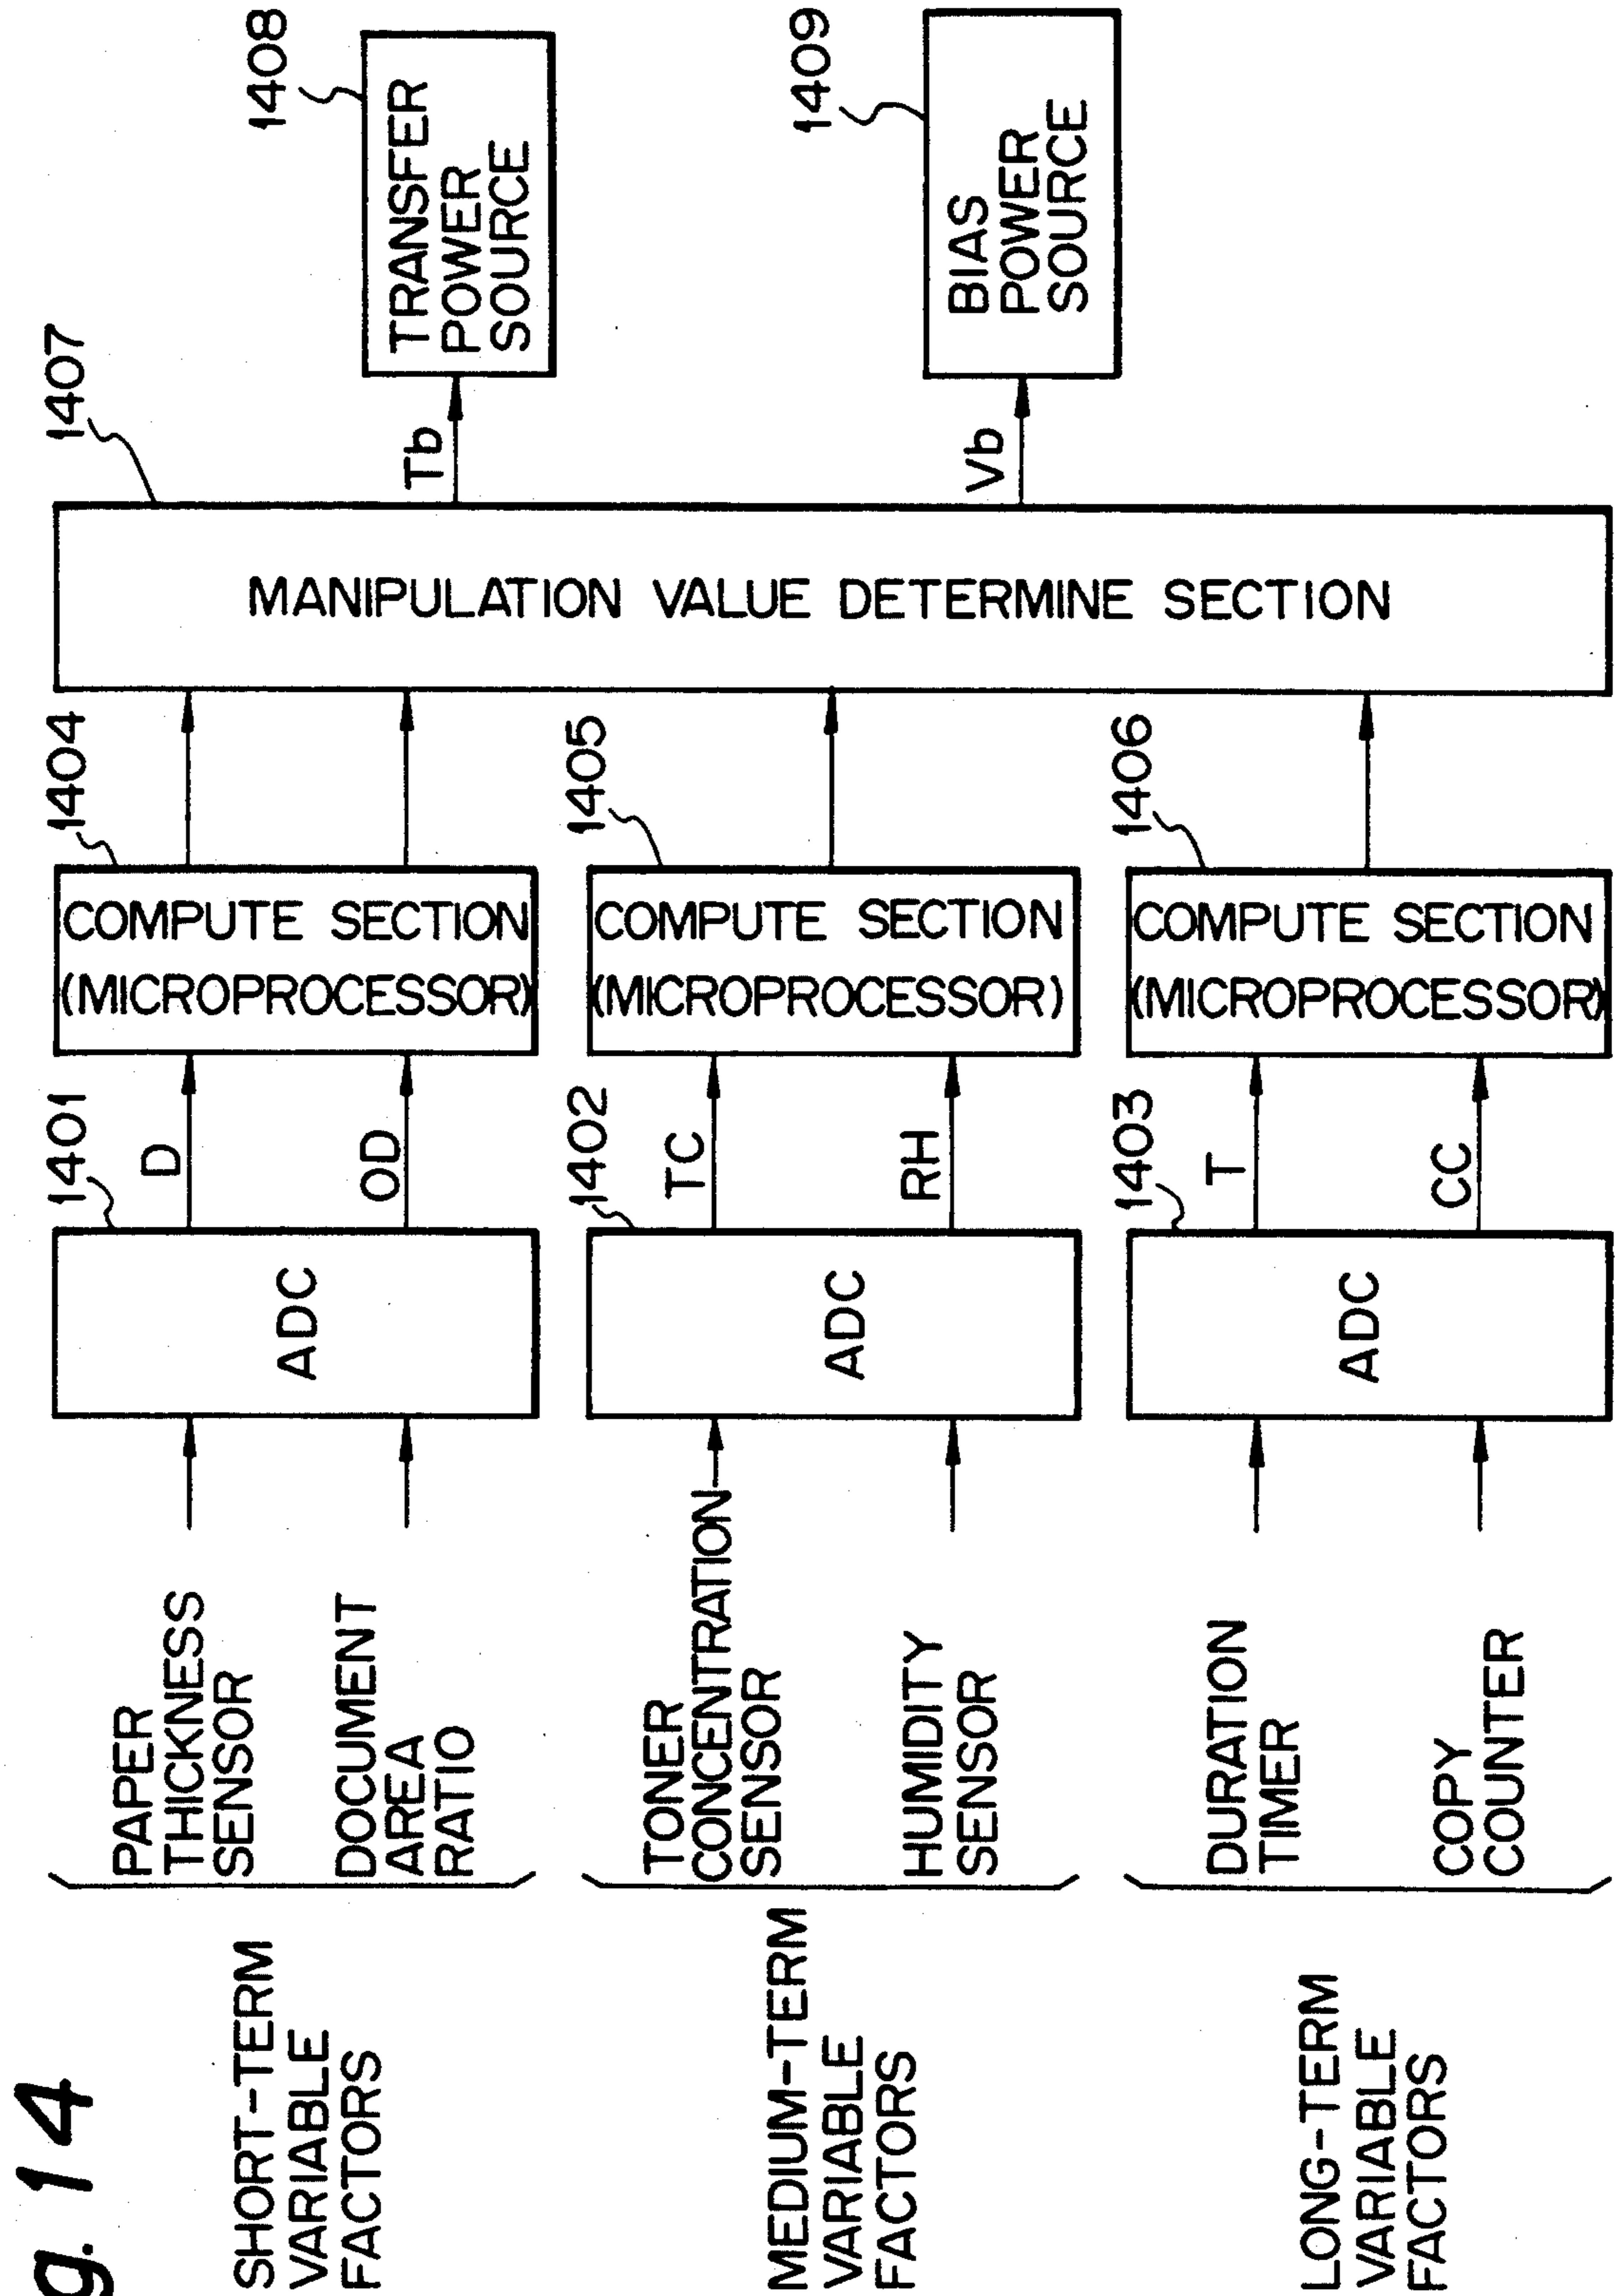 g. 14
SHORT-TERM
VARIABLE
FACTORS
PAPER
THICKNESS
SENSOR
DOCUMENT
AREA
RATIO
1401
ADC
D
OD
1404
COMPUTE SECTION
(MICROPROCESSOR)
MEDIUM-TERM
VARIABLE
FACTORS
TONER
CONCENTRATION
SENSOR
HUMIDITY
SENSOR
1402
ADC
TC
RH
1405
COMPUTE SECTION
(MICROPROCESSOR)
LONG-TERM
VARIABLE
FACTORS
DURATION
TIMER
COPY
COUNTER
1403
ADC
T
CC
1406
COMPUTE SECTION
(MICROPROCESSOR)
1407
MANIPULATION VALUE DETERMINE SECTION
Tb
1408
TRANSFER
POWER
SOURCE
Vb
1409
BIAS
POWER
SOURCE